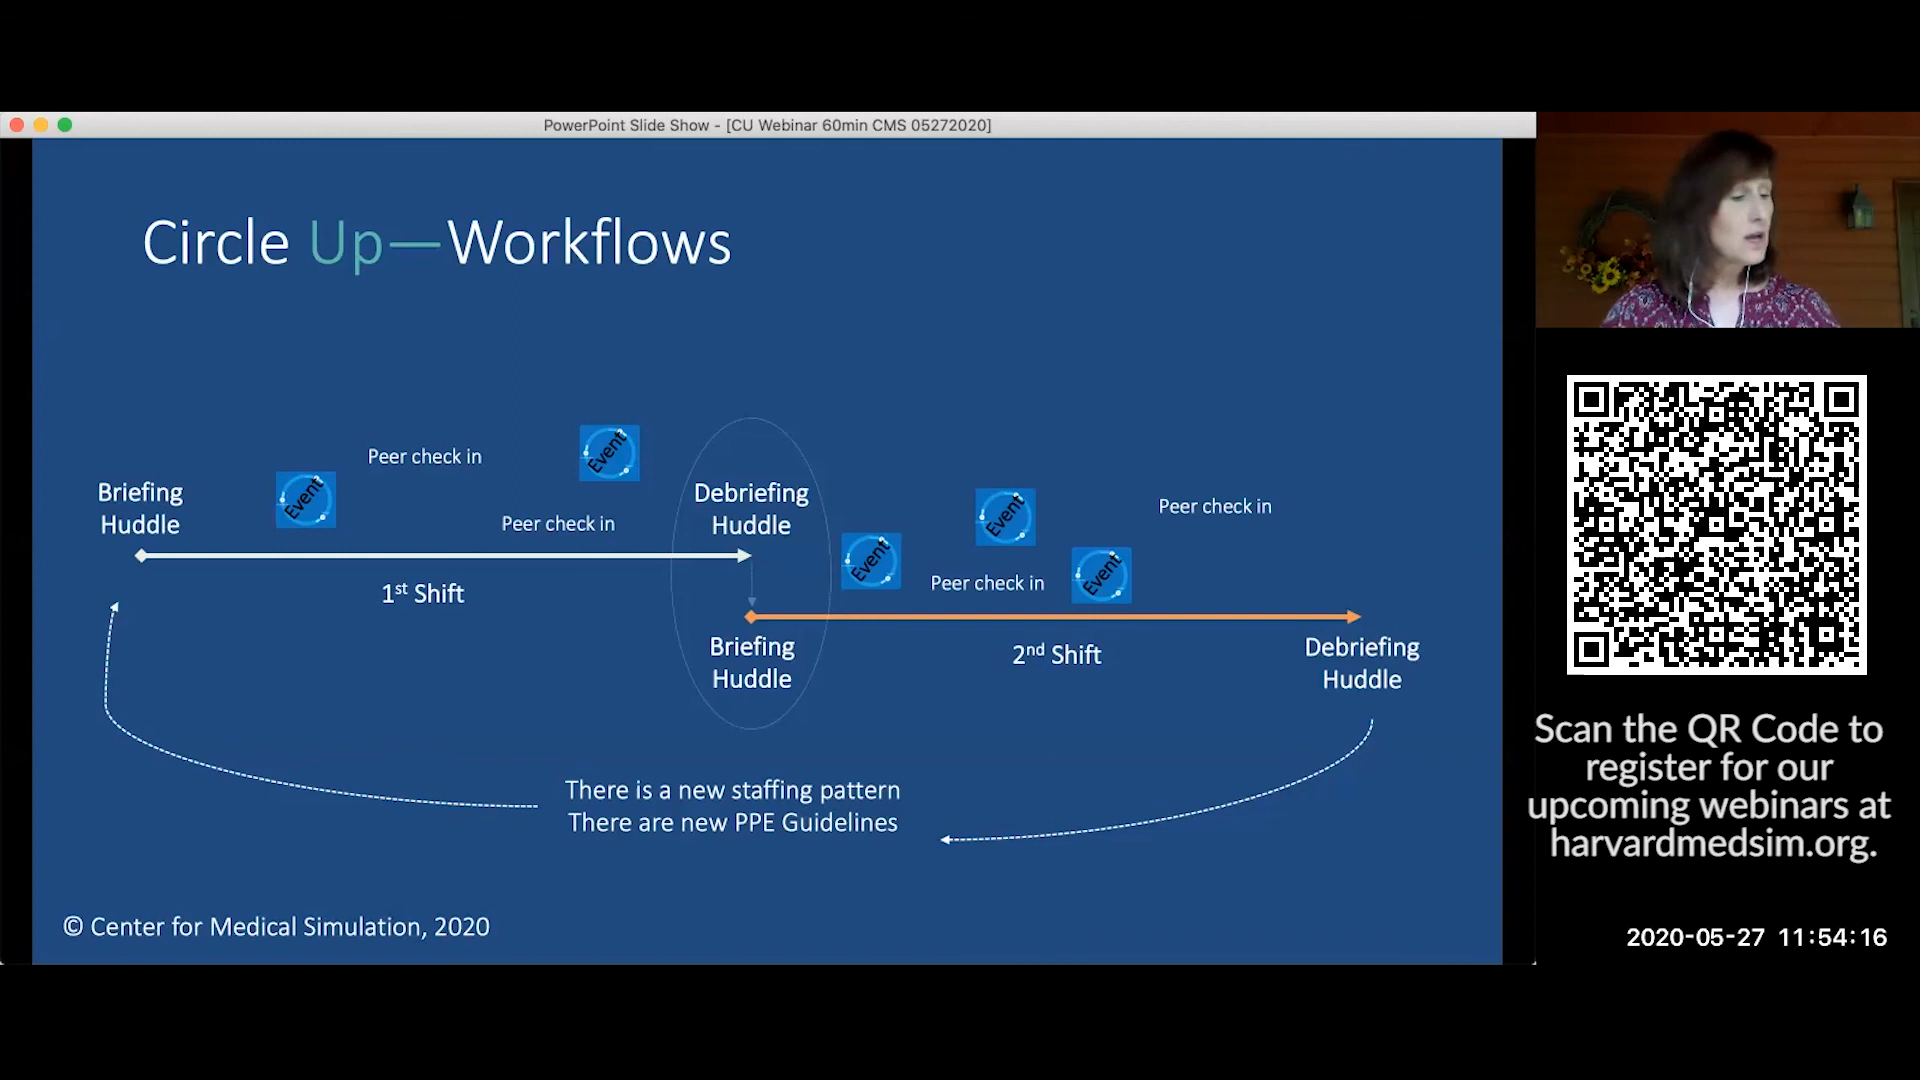 PowerPoint Slide Show - [CU Webinar 60min CMS 05272020]
Circle Up—Workflows
Briefing
Huddle
Event
Peer check in
Peer check in
Event
Debriefing
Huddle
1st Shift
Event
Peer check in
Event
Event
Peer check in
Briefing
Huddle
2nd Shift
Debriefing
Huddle
There is a new staffing pattern
There are new PPE Guidelines
© Center for Medical Simulation, 2020
Scan the QR Code to
register for our
upcoming webinars at
harvardmedsim.org.
2020-05-27 11:54:16